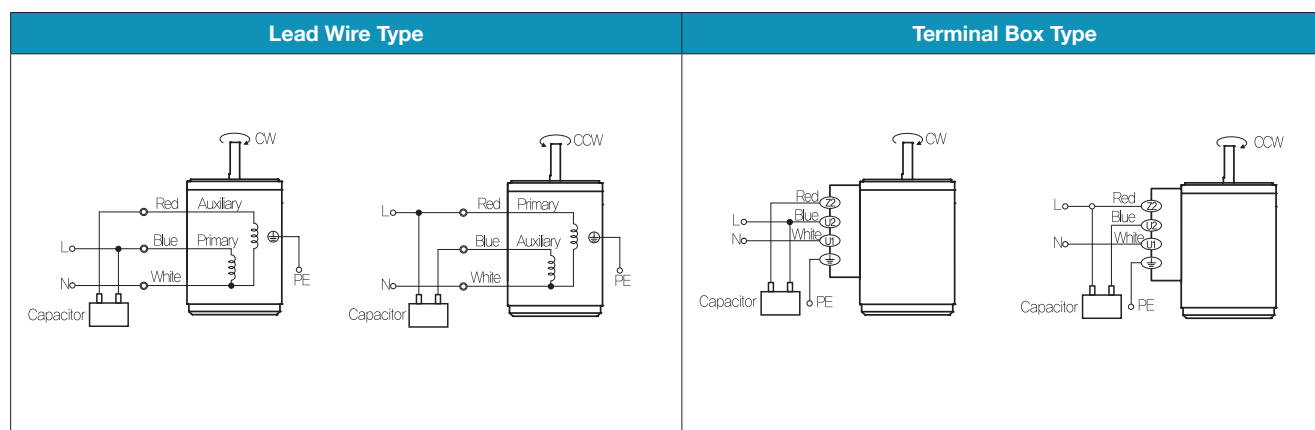 Lead Wire Type
Terminal Box Type
CW
Red Auxiliary
L Blue Primary
N White
PE
Capacitor
CCW
L Red Primary
Blue Auxiliary
N White
PE
Capacitor
CW
Red Z2
L Blue U2
N White U1
Capacitor PE
CCW
L Red Z2
Blue U2
N White U1
Capacitor PE